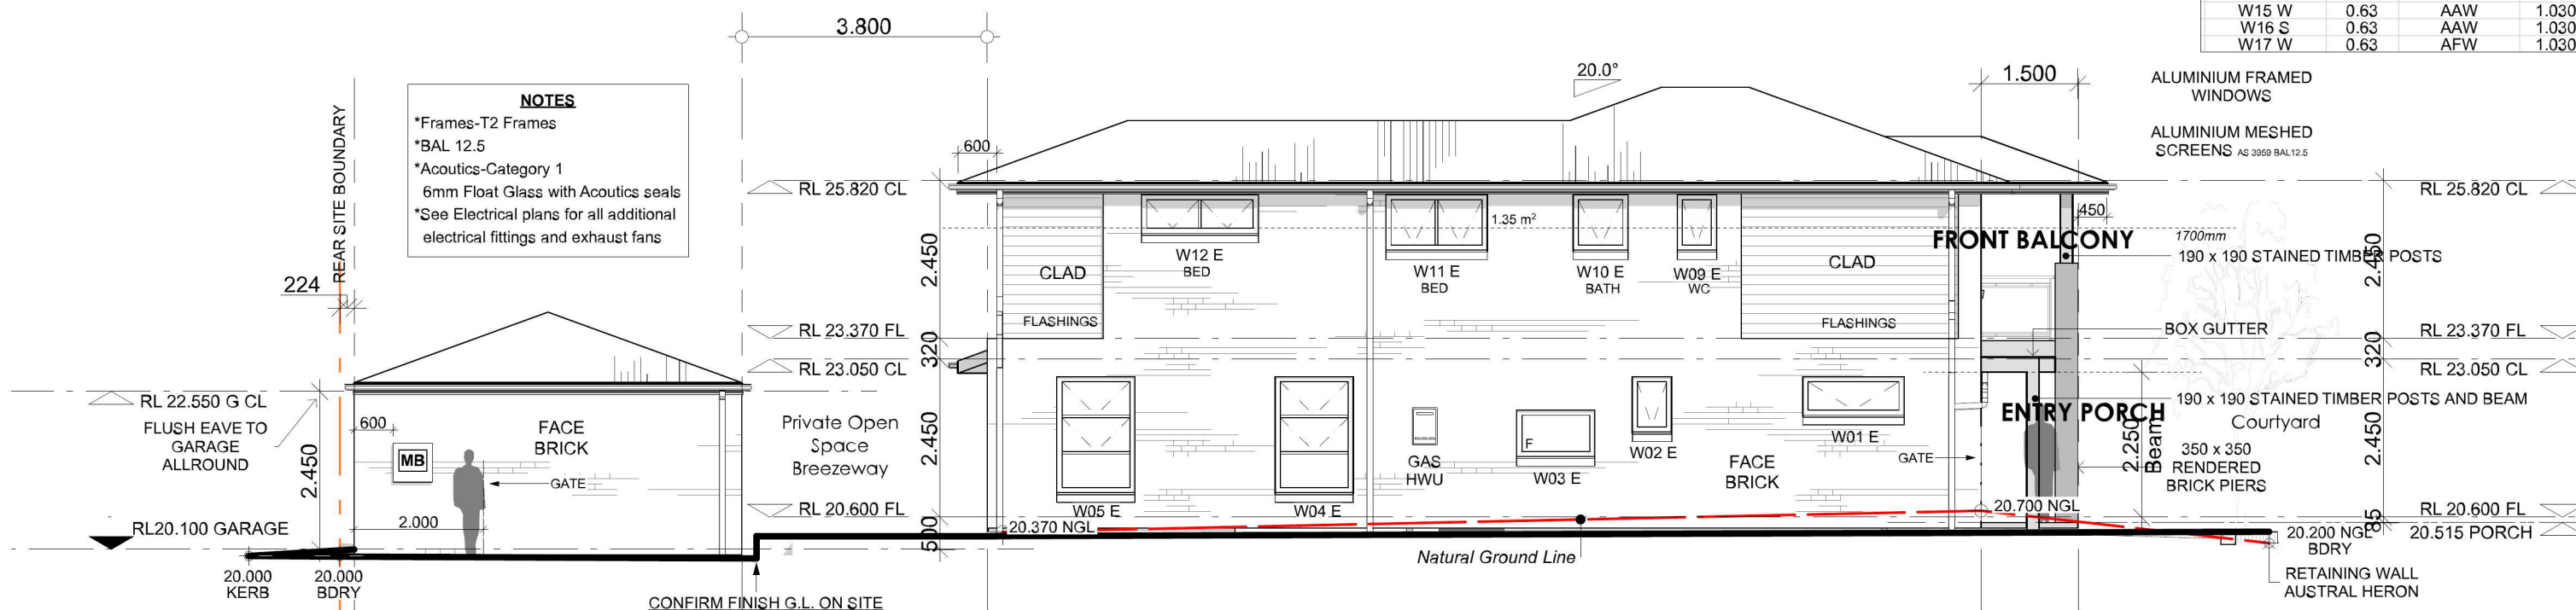 W15 W 0.63 AAW 1.030
W16 S 0.63 AAW 1.030
W17 W 0.63 AFW 1.030
3.800
20.0°
1.500
ALUMINIUM FRAMED
WINDOWS
ALUMINIUM MESHED
SCREENS AS 3959 BAL12.5
NOTES
*Frames-T2 Frames
*BAL 12.5
*Acoutics-Category 1
6mm Float Glass with Acoutics seals
*See Electrical plans for all additional
electrical fittings and exhaust fans
REAR SITE BOUNDARY
224
600
RL 25.820 CL
RL 25.820 CL
450
1.35 m²
2.450
W12 E
BED
W11 E
BED
W10 E
BATH
W09 E
WC
CLAD
CLAD
FRONT BALCONY
1700mm
190 x 190 STAINED TIMBER POSTS
2.450
FLASHINGS
FLASHINGS
RL 23.370 FL
BOX GUTTER
RL 23.370 FL
320
320
RL 23.050 CL
RL 23.050 CL
RL 22.550 G CL
FLUSH EAVE TO
GARAGE
ALLROUND
600
FACE
BRICK
MB
GATE
2.450
2.000
Private Open
Space
Breezeway
2.450
W05 E
W04 E
GAS
HWU
F
W03 E
W02 E
W01 E
FACE
BRICK
GATE
ENTRY PORCH
190 x 190 STAINED TIMBER POSTS AND BEAM
Courtyard
2.250
Beam
350 x 350
RENDERED
BRICK PIERS
2.450
RL 20.600 FL
RL 20.600 FL
RL20.100 GARAGE
500
20.370 NGL
20.700 NGL
85
20.515 PORCH
20.200 NGL
BDRY
Natural Ground Line
20.000
KERB
20.000
BDRY
CONFIRM FINISH G.L. ON SITE
RETAINING WALL
AUSTRAL HERON